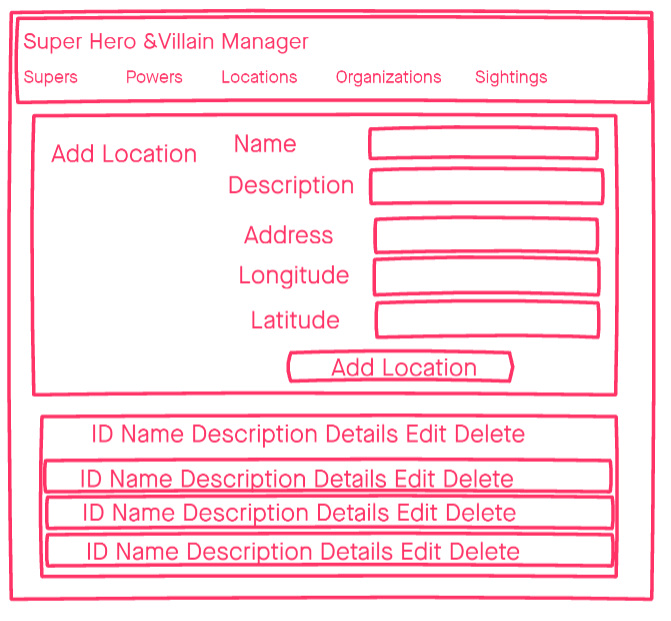 Super Hero &Villain Manager
Supers Powers Locations Organizations Sightings
Add Location
Name
Description
Address
Longitude
Latitude
Add Location
ID Name Description Details Edit Delete
ID Name Description Details Edit Delete
ID Name Description Details Edit Delete
ID Name Description Details Edit Delete